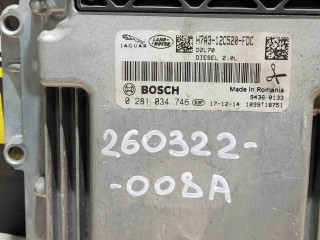 JAGUAR LAND ROVER H7A3-12C520-FDC
DZL70
DIESEL 2.0L
BOSCH Made in Romania
9436 0133
0 281 034 746 17-12-14 1039T18751
260322-
-008A